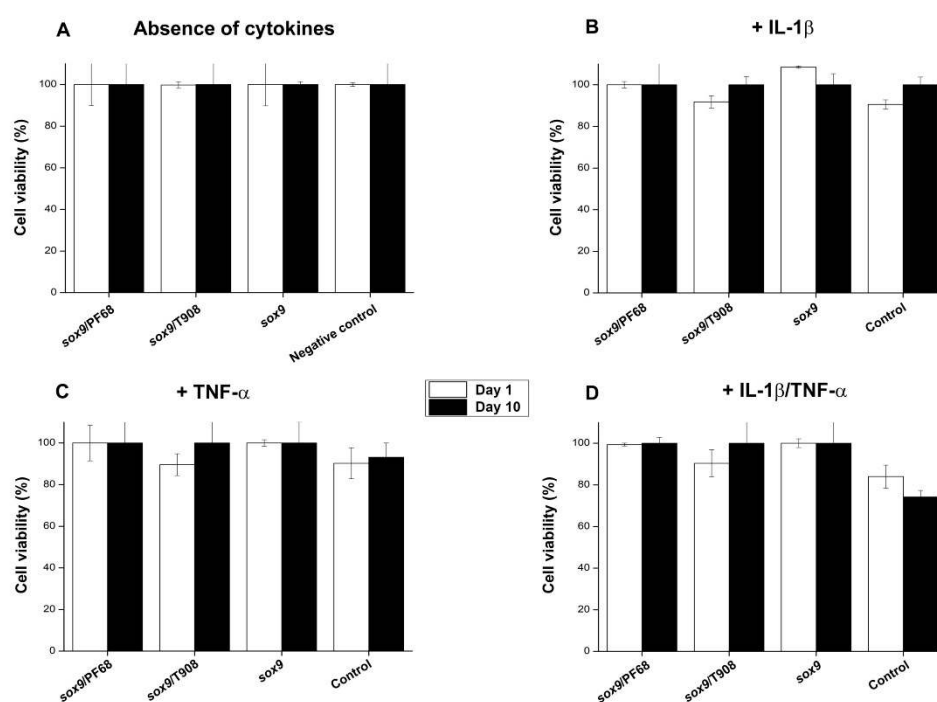 A Absence of cytokines
Cell viability (%)
100
80
60
40
20
0
sox9/PF68 sox9/T908 sox9 Negative control
B + IL-1β
Cell viability (%)
100
80
60
40
20
0
sox9/PF68 sox9/T908 sox9 Control
C + TNF-α
Cell viability (%)
100
80
60
40
20
0
sox9/PF68 sox9/T908 sox9 Control
Day 1
Day 10
D + IL-1β/TNF-α
Cell viability (%)
100
80
60
40
20
0
sox9/PF68 sox9/T908 sox9 Control